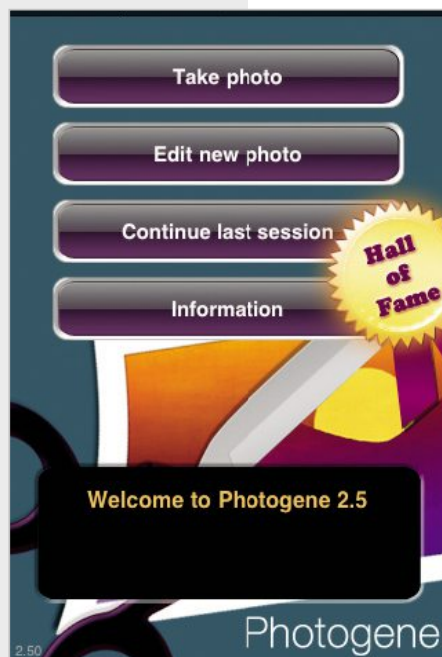 Take photo
Edit new photo
Continue last session
Hall
of
Fame
Information
Welcome to Photogene 2.5
Photogene
2.50